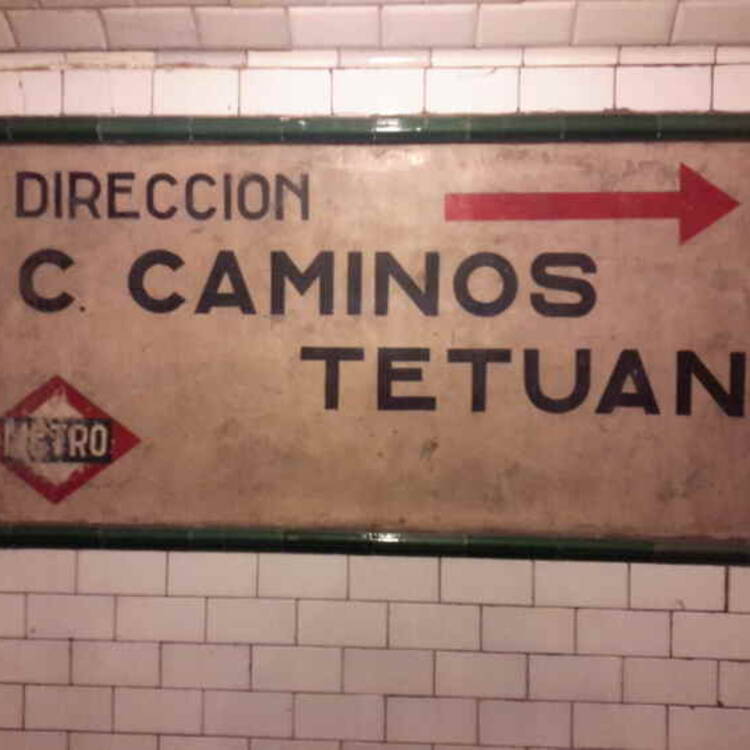 DIRECCION
C. CAMINOS
TETUAN
METRO